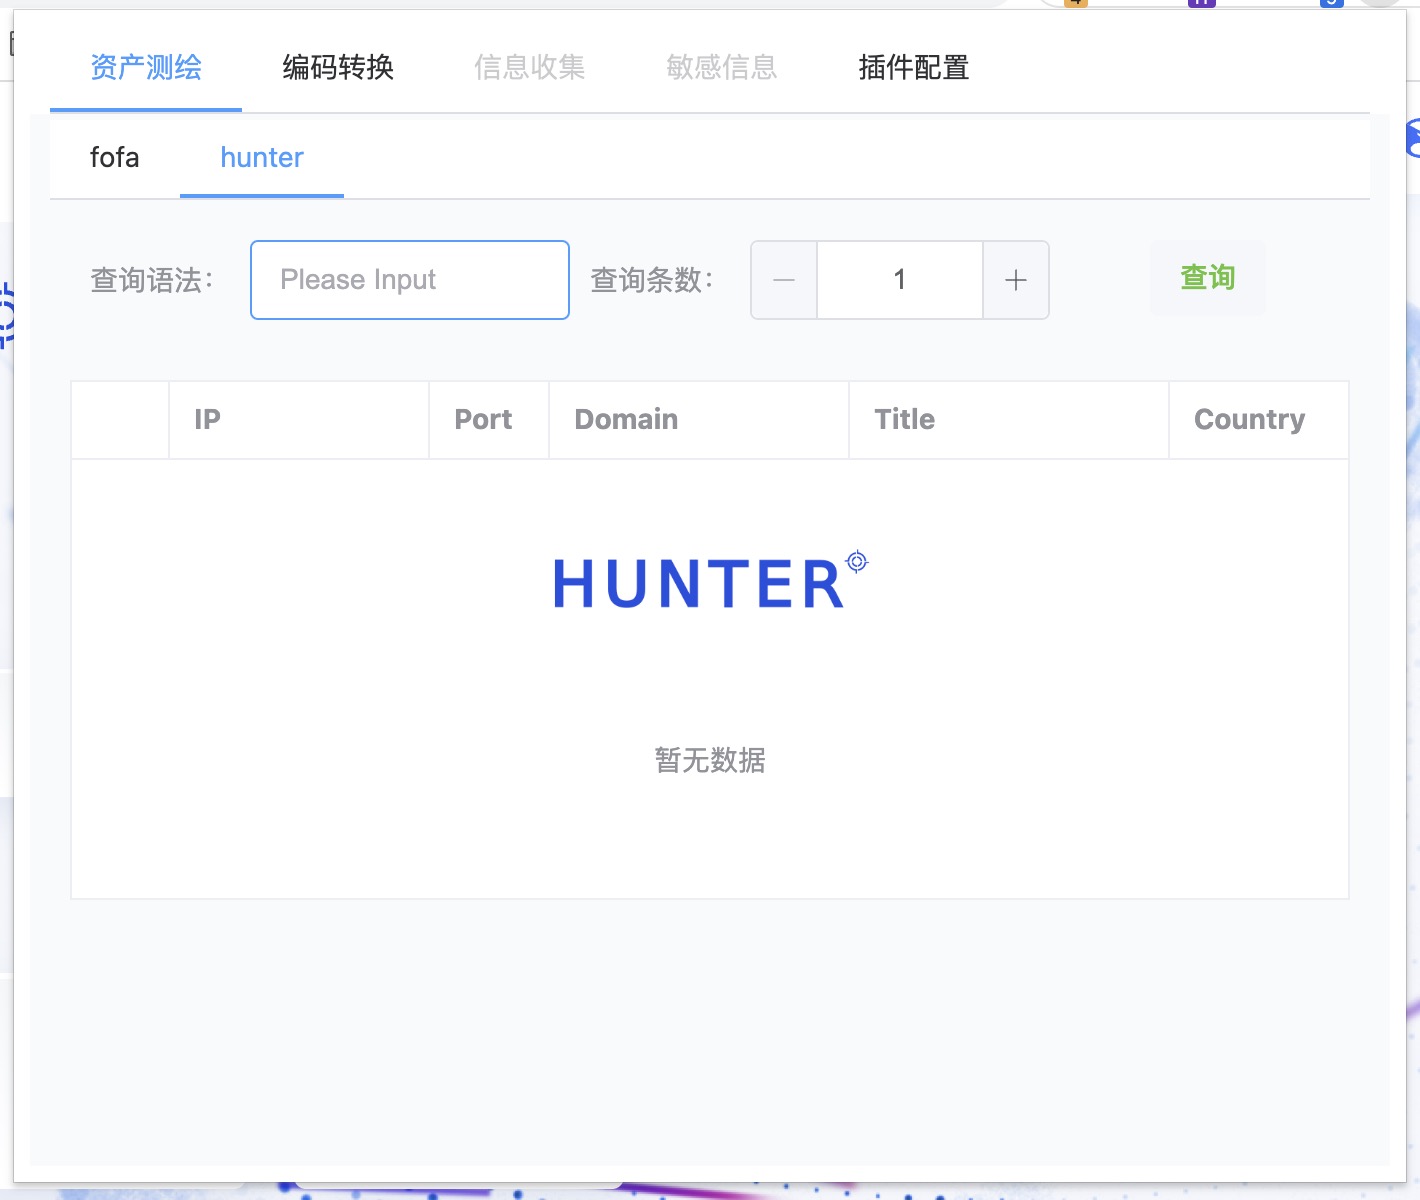 资产测绘 编码转换 信息收集 敏感信息 插件配置
fofa hunter
查询语法： Please Input 查询条数： 1 查询
IP Port Domain Title Country
HUNTER
暂无数据